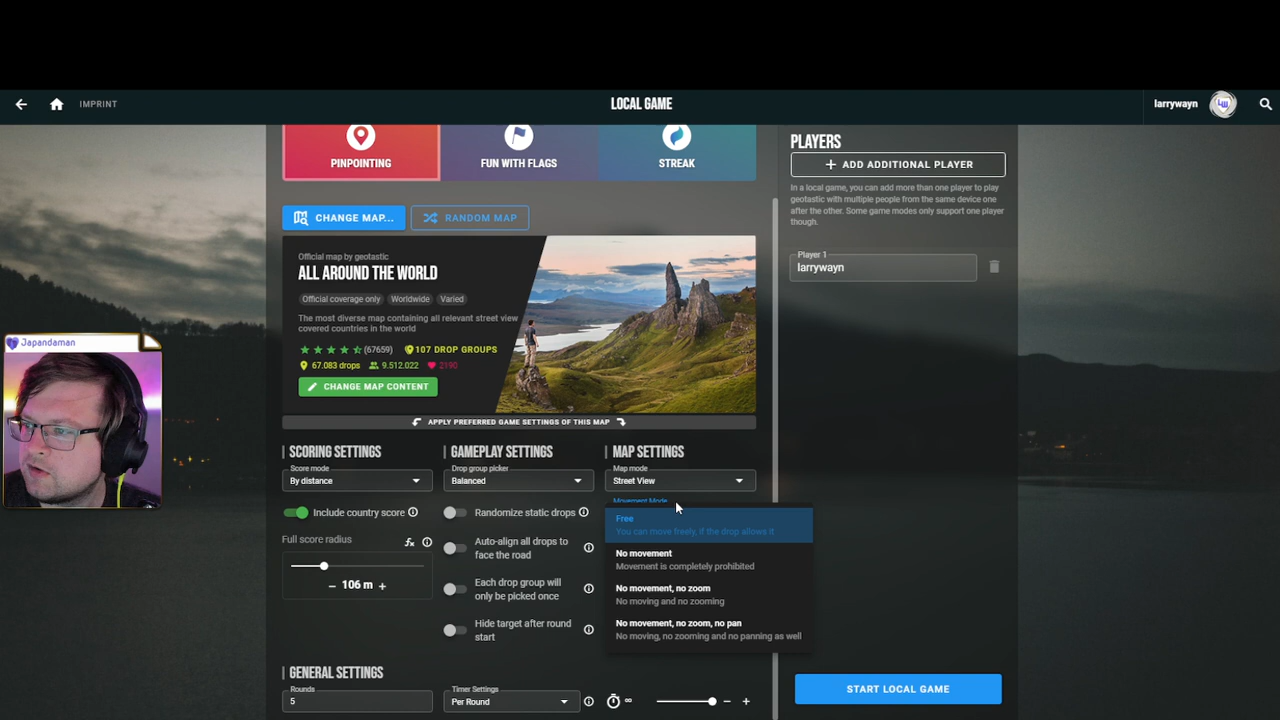 IMPRINT
LOCAL GAME
larrywayn
LW
PINPOINTING
FUN WITH FLAGS
STREAK
PLAYERS
+ ADD ADDITIONAL PLAYER
In a local game, you can add more than one player to play
geotastic with multiple people from the same device one
after the other. Some game modes only support one player
though.
Player 1
larrywayn
CHANGE MAP...
RANDOM MAP
Official map by geotastic
ALL AROUND THE WORLD
Official coverage only
Worldwide
Varied
The most diverse map containing all relevant street view
covered countries in the world
(67659)
107 DROP GROUPS
67.083 drops
9.512.022
2190
CHANGE MAP CONTENT
APPLY PREFERRED GAME SETTINGS OF THIS MAP
Japandaman
SCORING SETTINGS
Score mode
By distance
Include country score
Full score radius
fx
− 106 m +
GAMEPLAY SETTINGS
Drop group picker
Balanced
Randomize static drops
Auto-align all drops to
face the road
Each drop group will
only be picked once
Hide target after round
start
MAP SETTINGS
Map mode
Street View
Movement Mode
Free
You can move freely, if the drop allows it
No movement
Movement is completely prohibited
No movement, no zoom
No moving and no zooming
No movement, no zoom, no pan
No moving, no zooming and no panning as well
GENERAL SETTINGS
Rounds
5
Timer Settings
Per Round
∞
− +
START LOCAL GAME